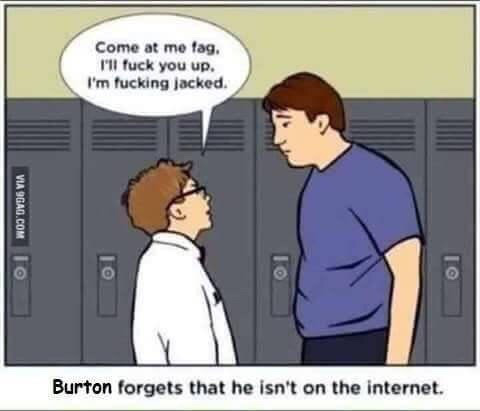 Come at me fag,
I'll fuck you up,
I'm fucking jacked.
VIA 9GAG.COM
Burton forgets that he isn't on the internet.